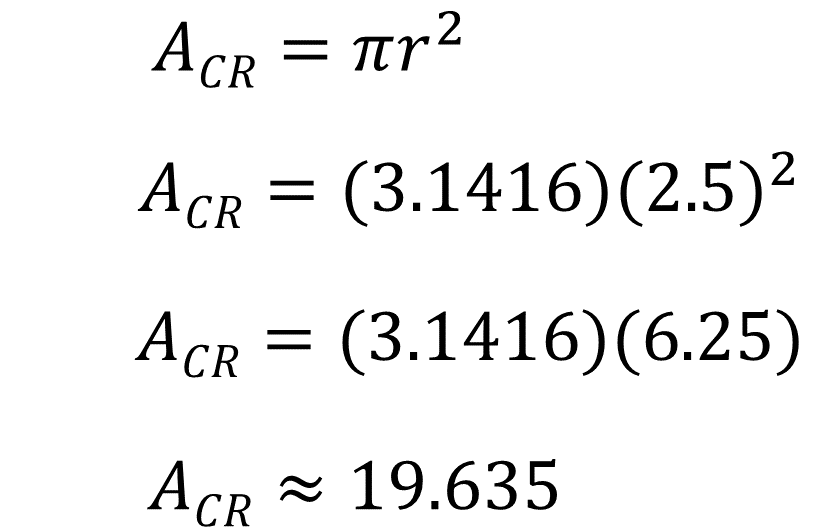 A_CR = πr²
A_CR = (3.1416)(2.5)²
A_CR = (3.1416)(6.25)
A_CR ≈ 19.635